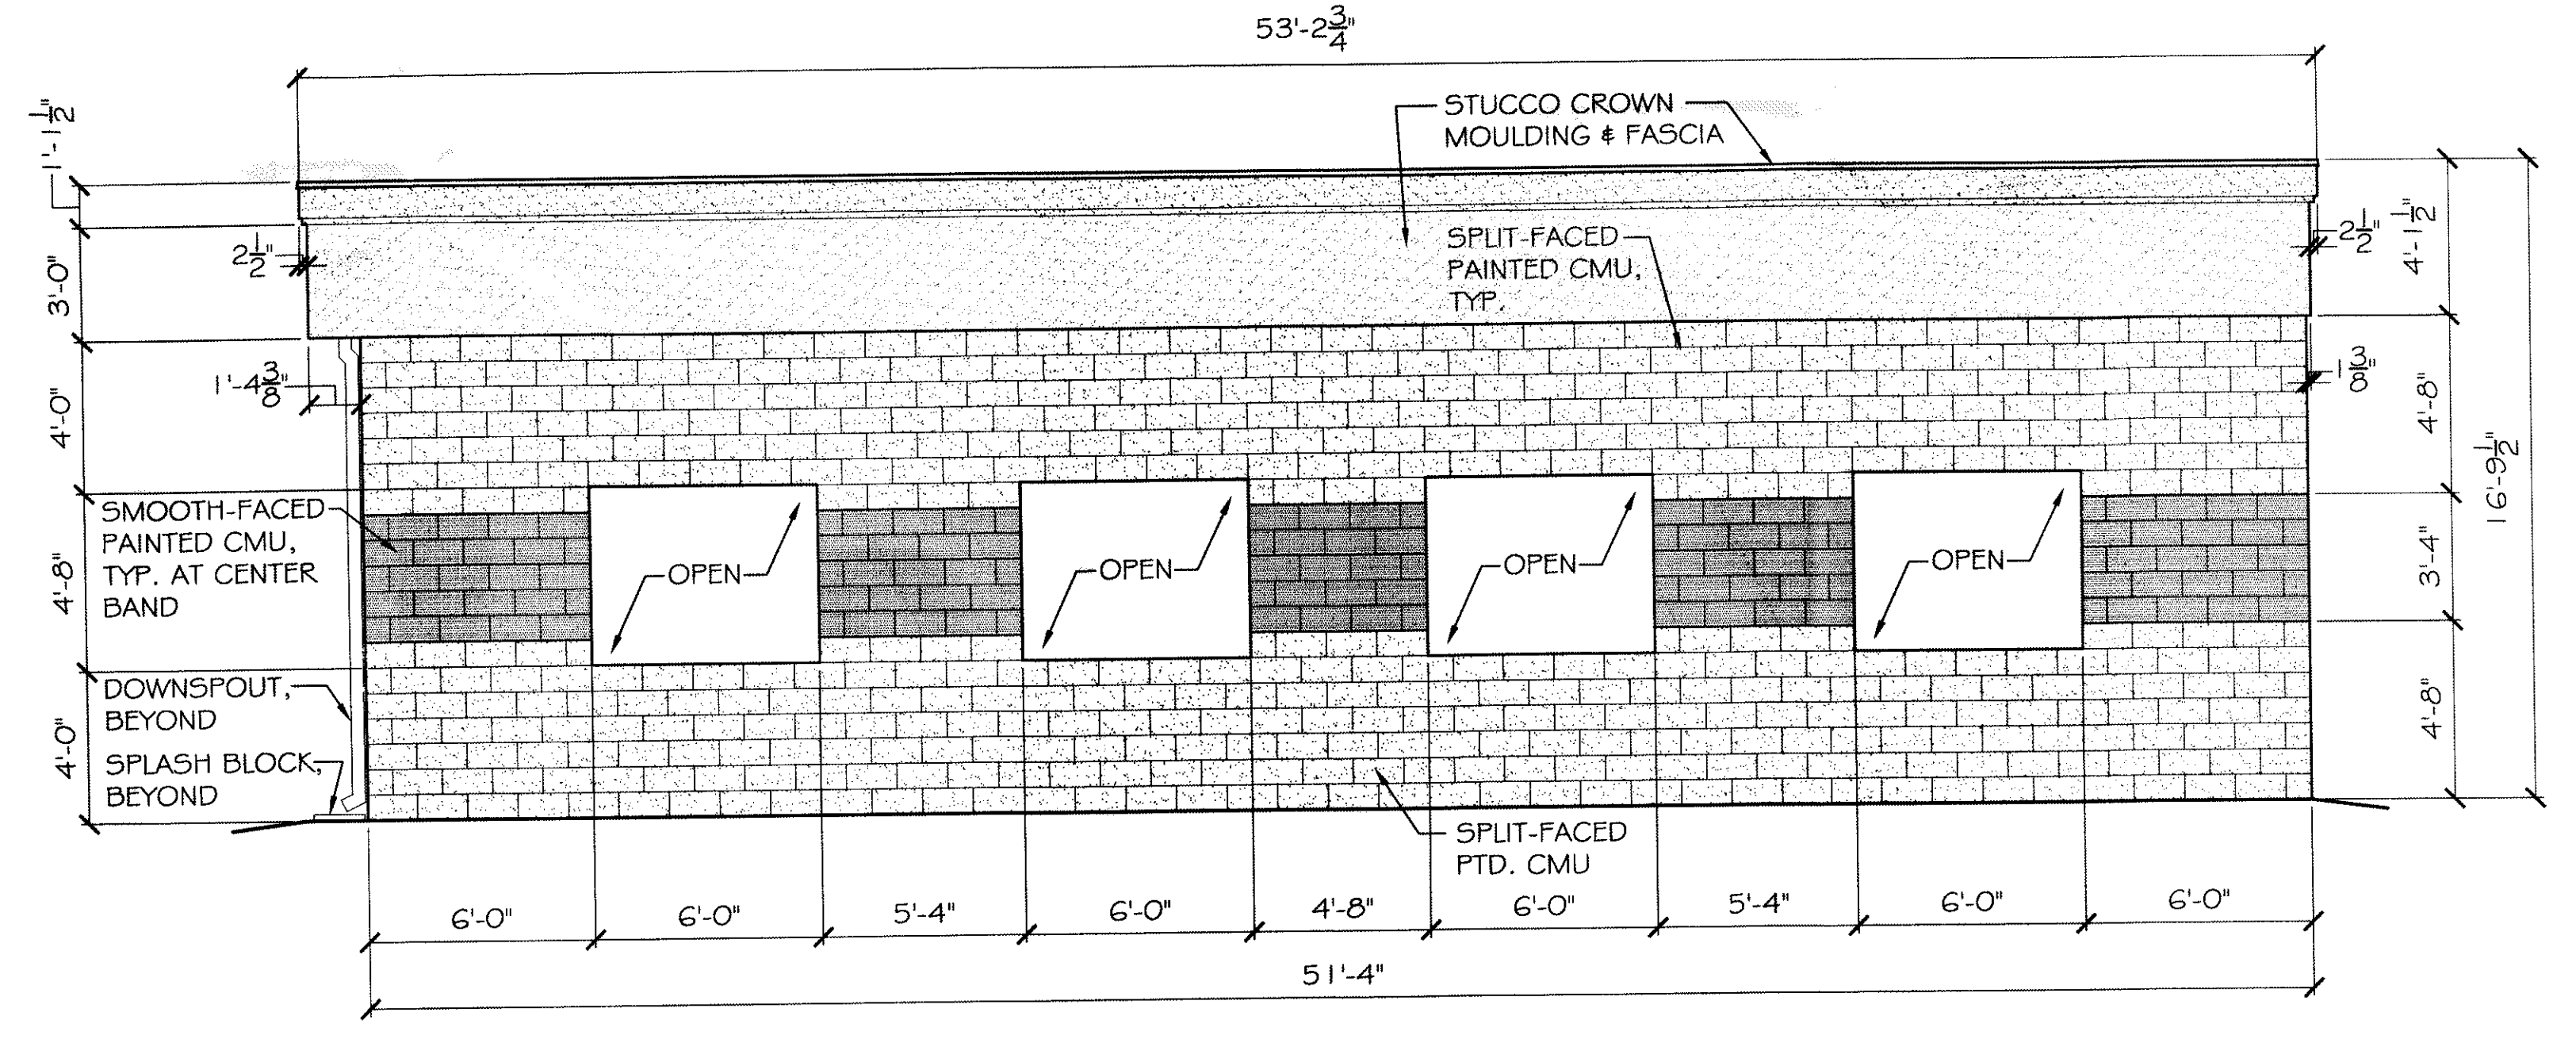 53'-2 3/4"
STUCCO CROWN
MOULDING & FASCIA
1'-1 1/2"
2 1/2"
SPLIT-FACED
PAINTED CMU,
TYP.
2 1/2"
4'-1 1/2"
3'-0"
1'-4 3/8"
1 3/8"
4'-0"
4'-8"
16'-9 1/2"
SMOOTH-FACED
PAINTED CMU,
TYP. AT CENTER
BAND
OPEN
OPEN
OPEN
OPEN
4'-8"
3'-4"
DOWNSPOUT,
BEYOND
4'-0"
4'-8"
SPLASH BLOCK,
BEYOND
SPLIT-FACED
PTD. CMU
6'-0" 6'-0" 5'-4" 6'-0" 4'-8" 6'-0" 5'-4" 6'-0" 6'-0"
51'-4"